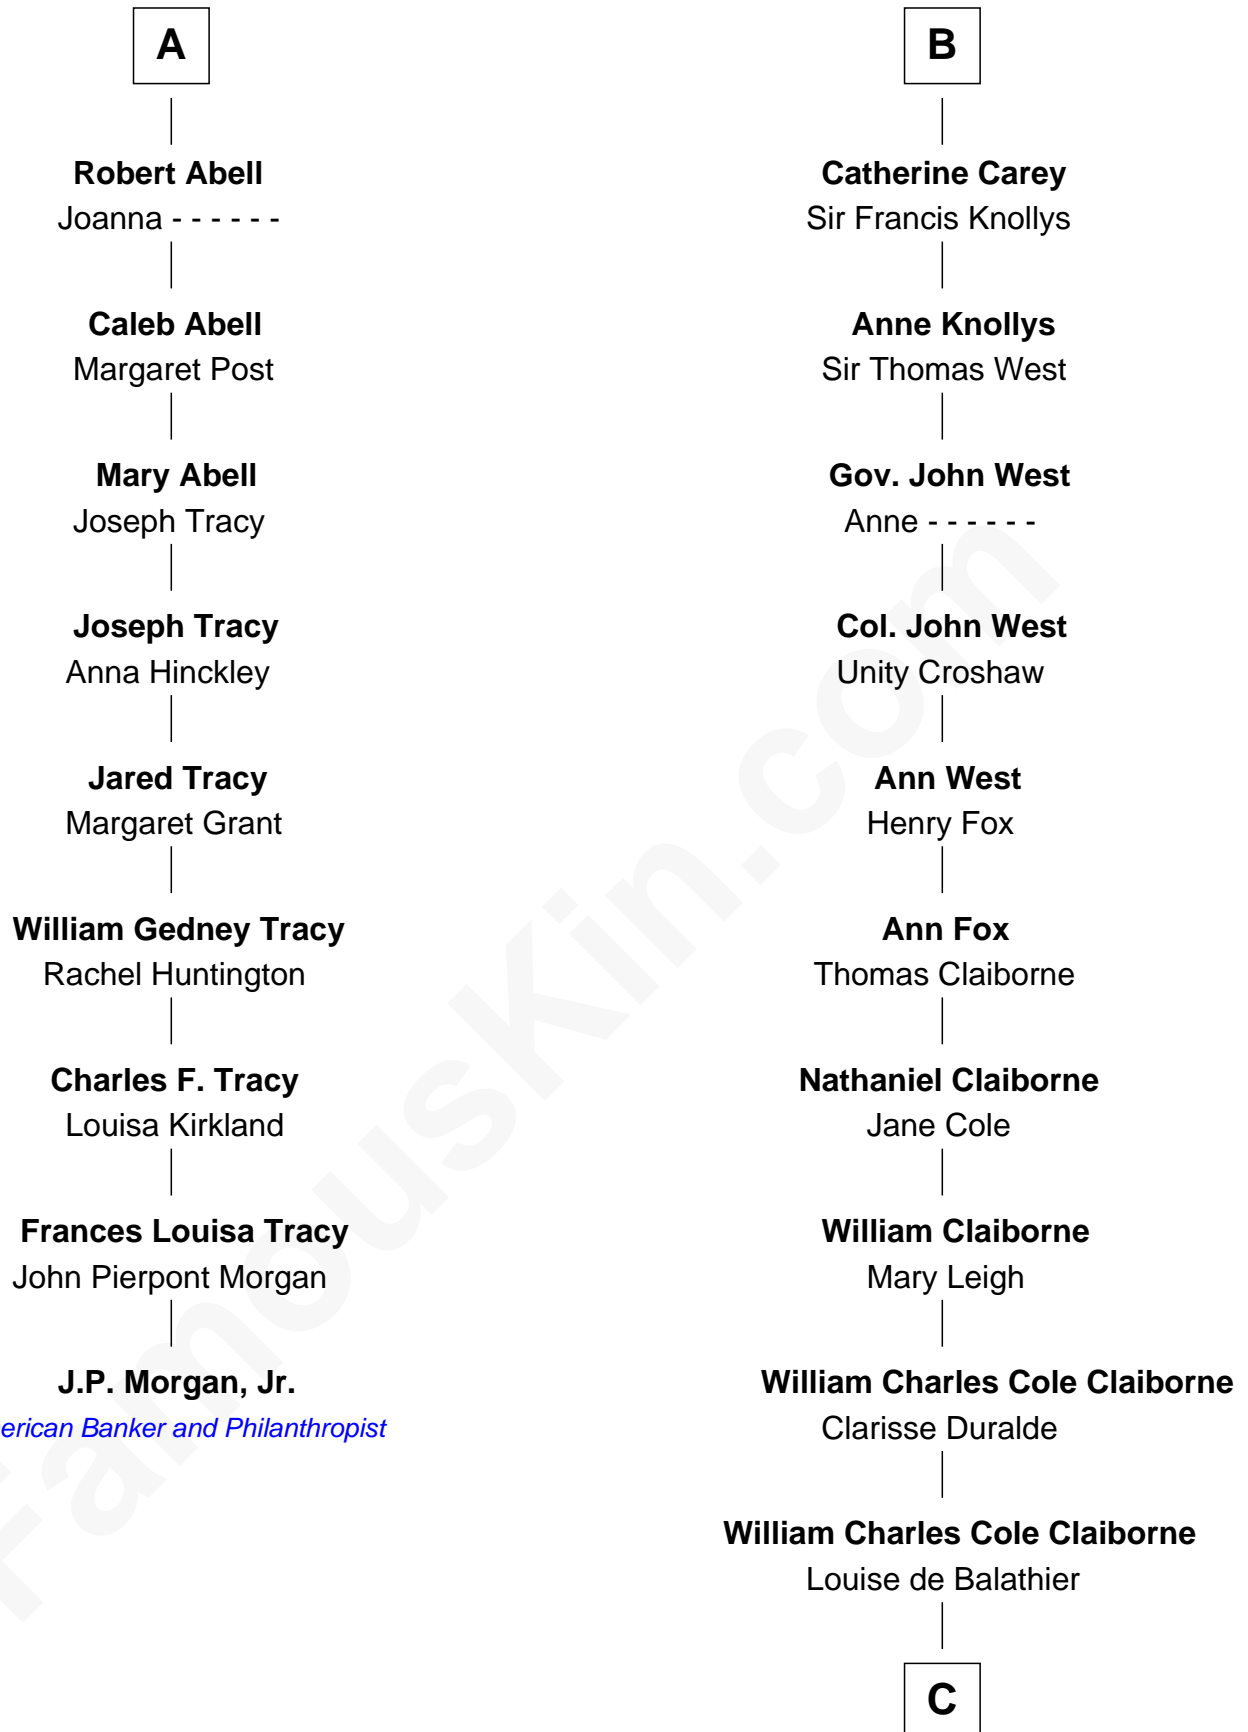 A
Robert Abell
Joanna - - - - - -
Caleb Abell
Margaret Post
Mary Abell
Joseph Tracy
Joseph Tracy
Anna Hinckley
Jared Tracy
Margaret Grant
William Gedney Tracy
Rachel Huntington
Charles F. Tracy
Louisa Kirkland
Frances Louisa Tracy
John Pierpont Morgan
J.P. Morgan, Jr.
erican Banker and Philanthropist
B
Catherine Carey
Sir Francis Knollys
Anne Knollys
Sir Thomas West
Gov. John West
Anne - - - - - -
Col. John West
Unity Croshaw
Ann West
Henry Fox
Ann Fox
Thomas Claiborne
Nathaniel Claiborne
Jane Cole
William Claiborne
Mary Leigh
William Charles Cole Claiborne
Clarisse Duralde
William Charles Cole Claiborne
Louise de Balathier
C
FamousKin.com